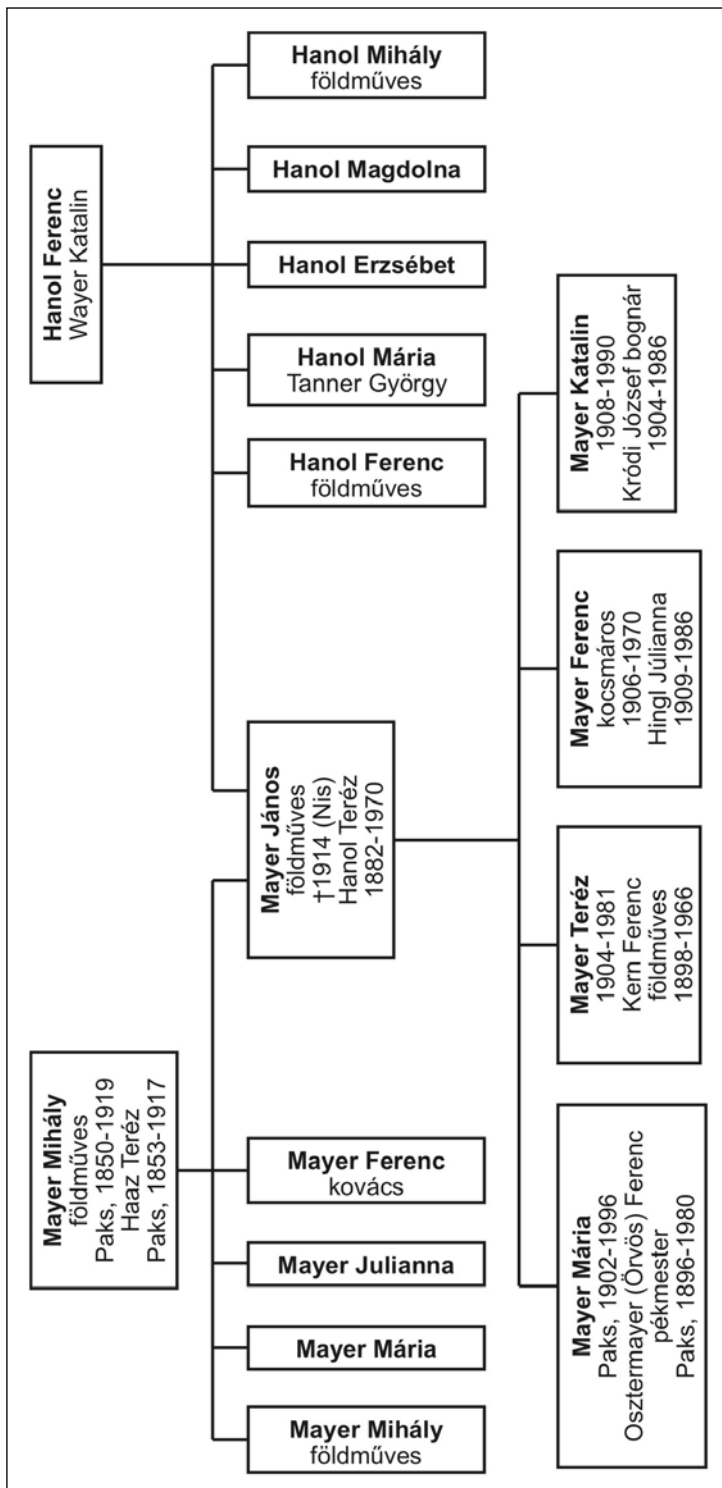 Hanol Ferenc
Wayer Katalin
Mayer Mihály
földműves
Paks, 1850-1919
Haaz Teréz
Paks, 1853-1917
Hanol Mihály
földműves
Hanol Magdolna
Hanol Erzsébet
Hanol Mária
Tanner György
Hanol Ferenc
földműves
Mayer János
földműves
†1914 (Nis)
Hanol Teréz
1882-1970
Mayer Ferenc
kovács
Mayer Julianna
Mayer Mária
Mayer Mihály
földműves
Mayer Katalin
1908-1990
Kródi József bognár
1904-1986
Mayer Ferenc
kocsmáros
1906-1970
Hingl Júlianna
1909-1986
Mayer Teréz
1904-1981
Kern Ferenc
földműves
1898-1966
Mayer Mária
Paks, 1902-1996
Osztermayer (Örvös) Ferenc
pékmester
Paks, 1896-1980